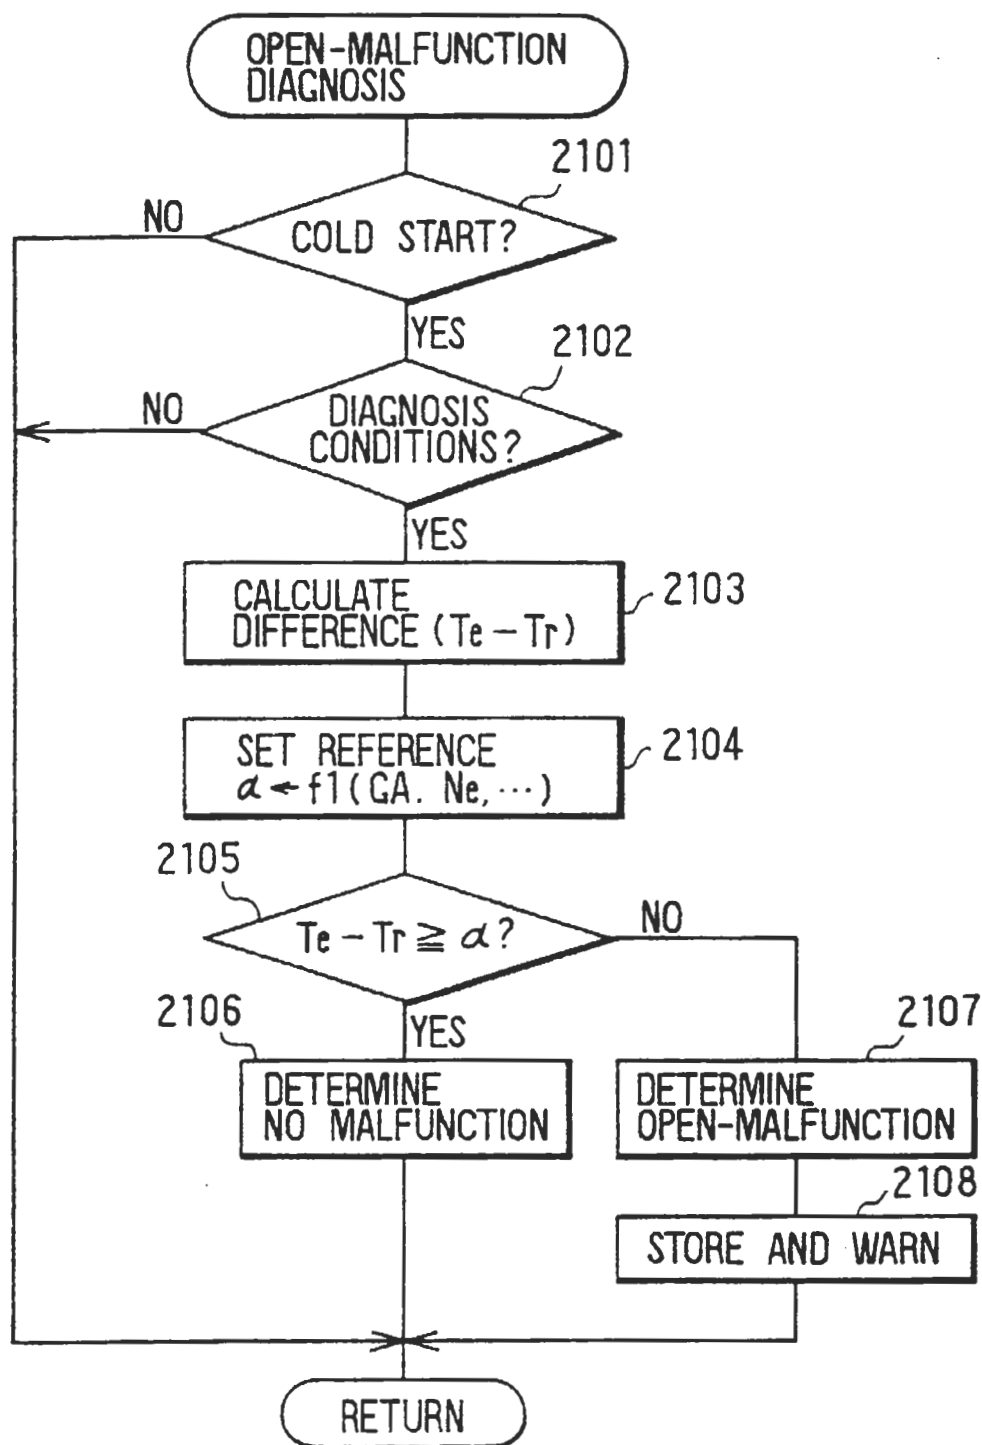 OPEN-MALFUNCTION
DIAGNOSIS
2101
NO
COLD START?
YES
2102
NO
DIAGNOSIS
CONDITIONS?
YES
CALCULATE
DIFFERENCE (Te - Tr)
2103
SET REFERENCE
α ← f1(GA. Ne, ⋯)
2104
2105
Te - Tr ≧ α?
NO
YES
2106
DETERMINE
NO MALFUNCTION
2107
DETERMINE
OPEN-MALFUNCTION
2108
STORE AND WARN
RETURN